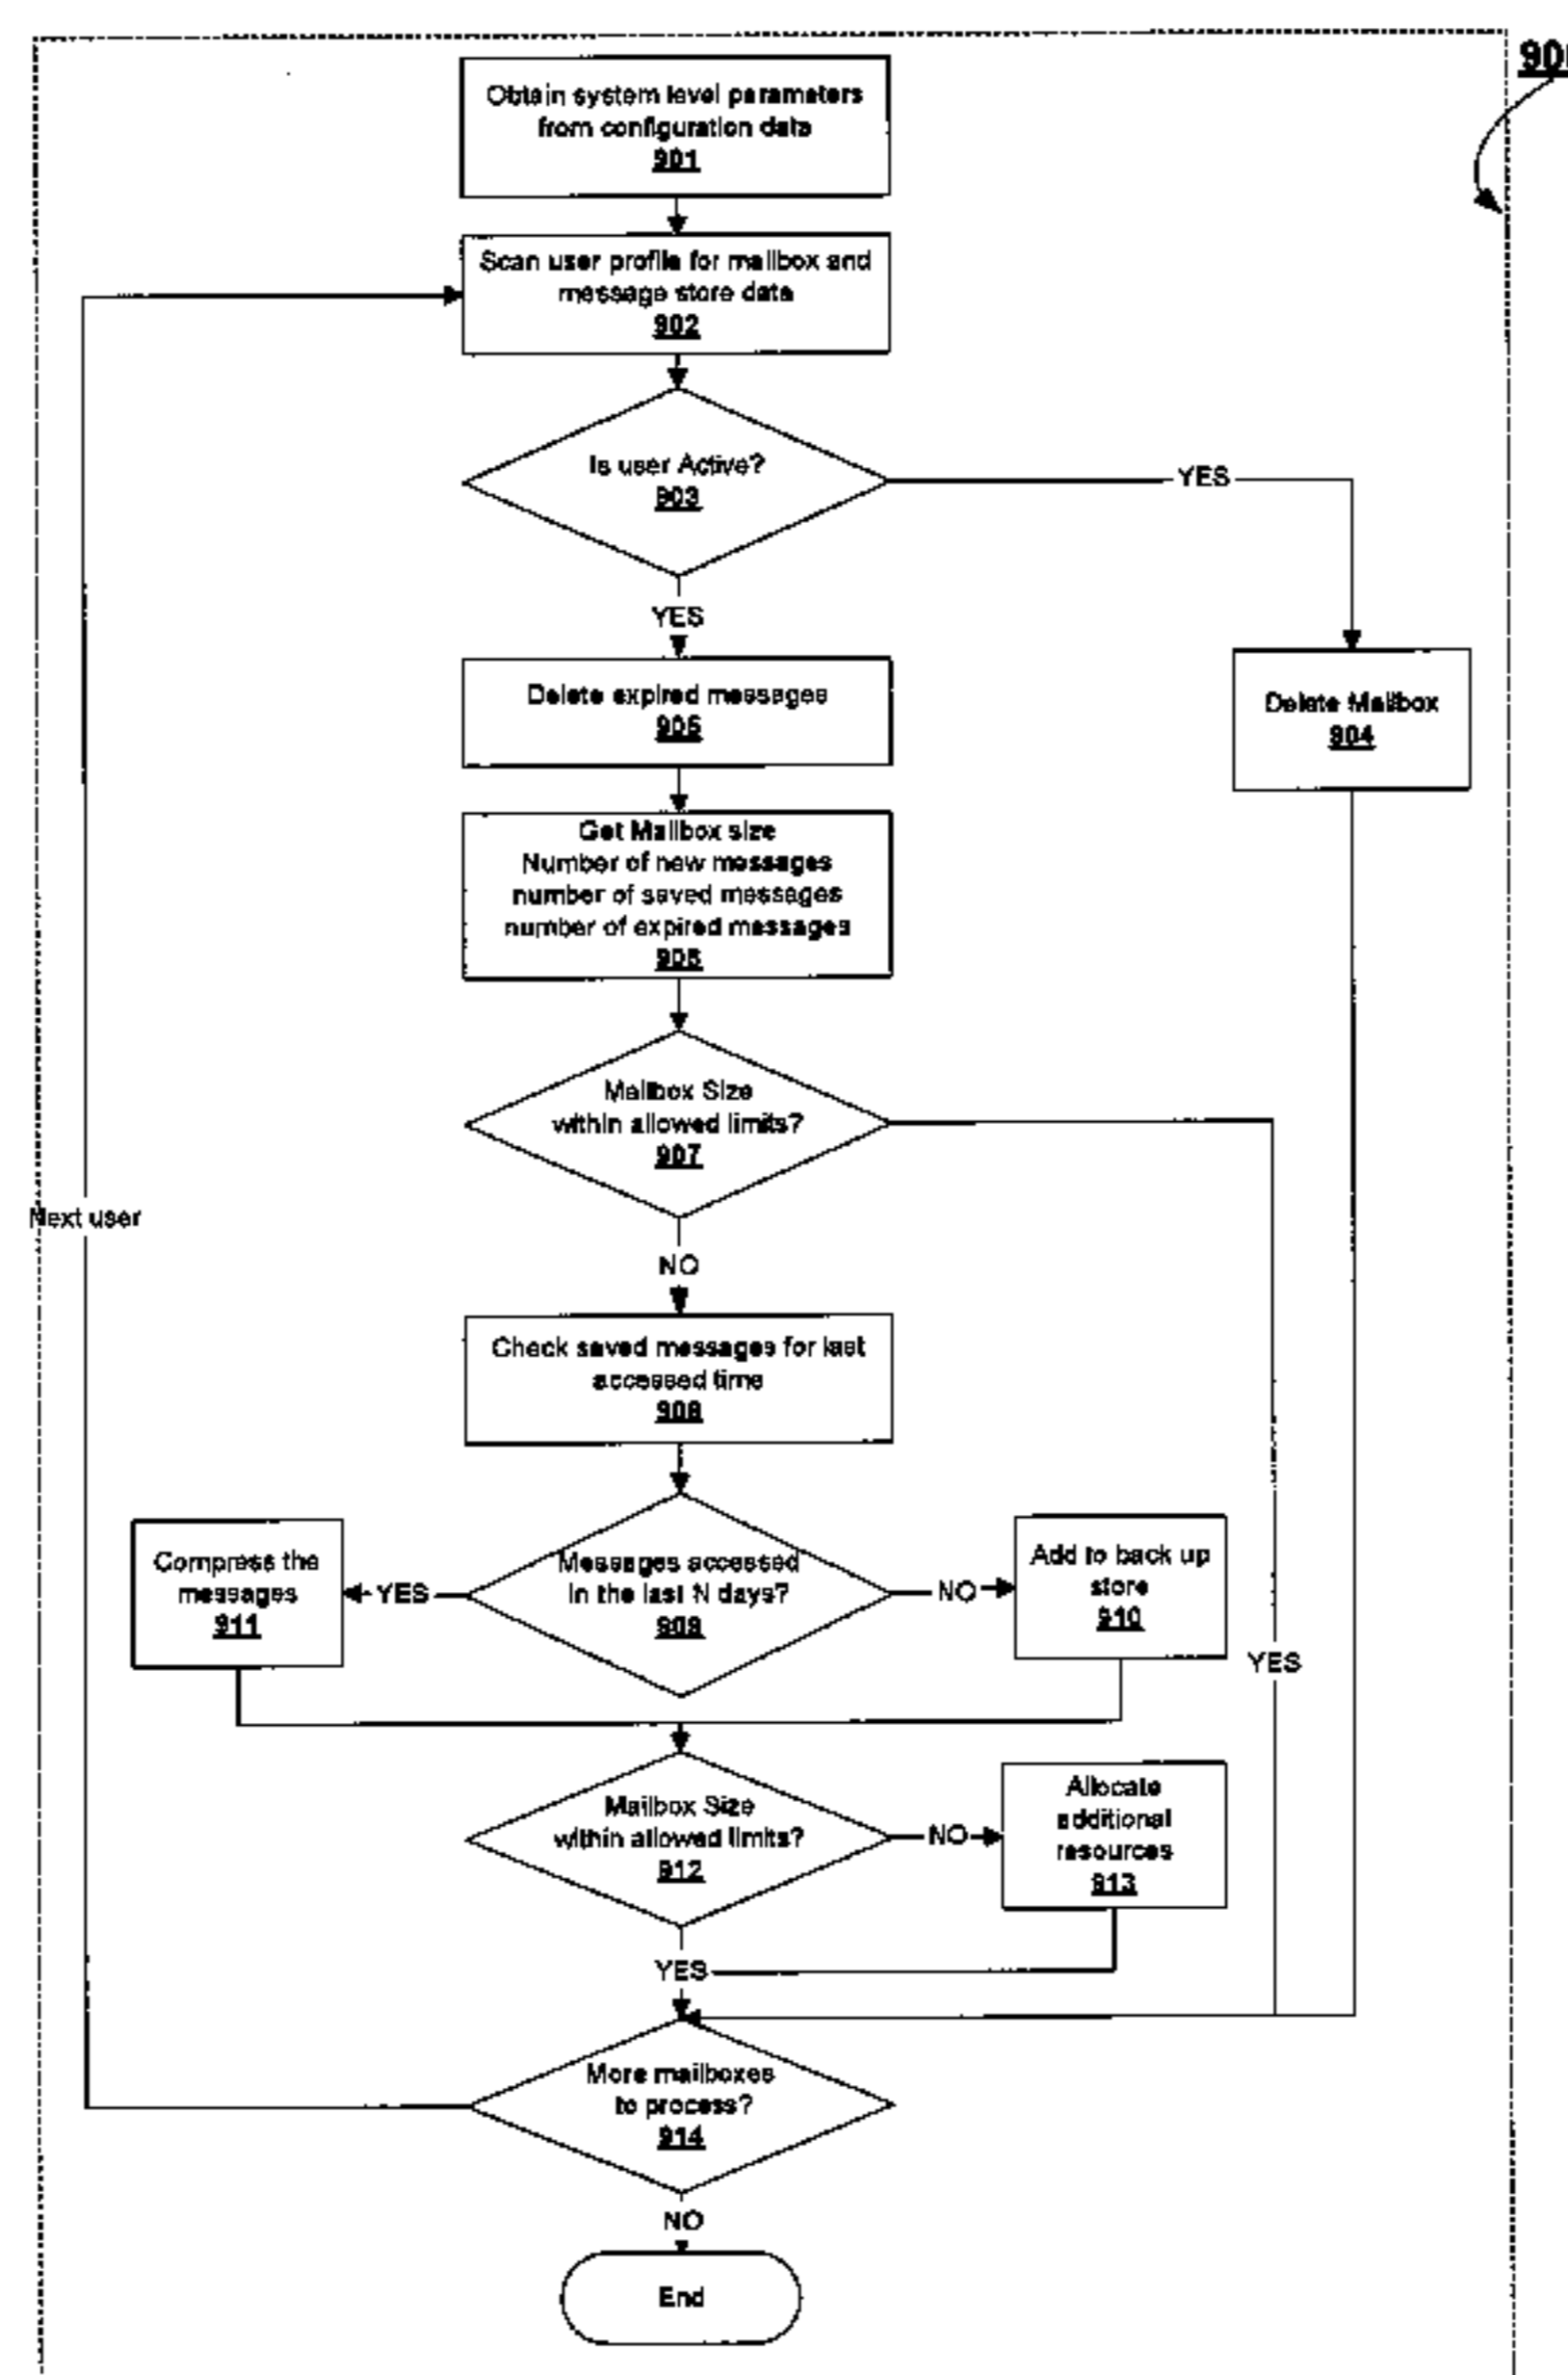 Obtain system level parameters
from configuration data
901
Scan user profile for mailbox and
message store data
902
Is user Active?
903
YES
YES
Delete expired messages
905
Delete Mailbox
904
Get Mailbox size
Number of new messages
number of saved messages
number of expired messages
906
Mailbox Size
within allowed limits?
907
Next user
NO
Check saved messages for last
accessed time
908
Compress the
messages
911
YES
Messages accessed
in the last N days?
909
NO
Add to back up
store
910
YES
Mailbox Size
within allowed limits?
912
NO
Allocate
additional
resources
913
YES
More mailboxes
to process?
914
NO
End